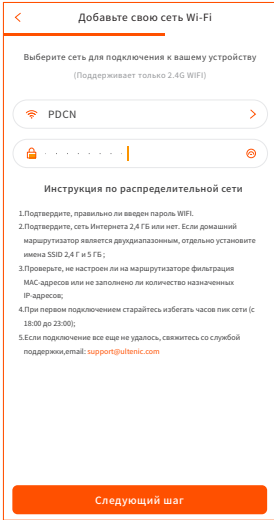 Добавьте свою сеть Wi-Fi
Выберите сеть для подключения к вашему устройству
(Поддерживает только 2.4G WIFI)
PDCN
Инструкция по распределительной сети
1.Подтвердите, правильно ли введен пароль WIFI.
2.Подтвердите, сеть Интернета 2,4 ГБ или нет. Если домашний
маршрутизатор является двухдиапазонным, отдельно установите
имена SSID 2,4 Г и 5 ГБ ;
3.Проверьте, не настроен ли на маршрутизаторе фильтрация
MAC-адресов или не заполнено ли количество назначенных
IP-адресов;
4.При первом подключении старайтесь избегать часов пик сети (с
18:00 до 23:00);
5.Если подключение все еще не удалось, свяжитесь со службой
поддержки,email: support@ultenic.com
Следующий шаг